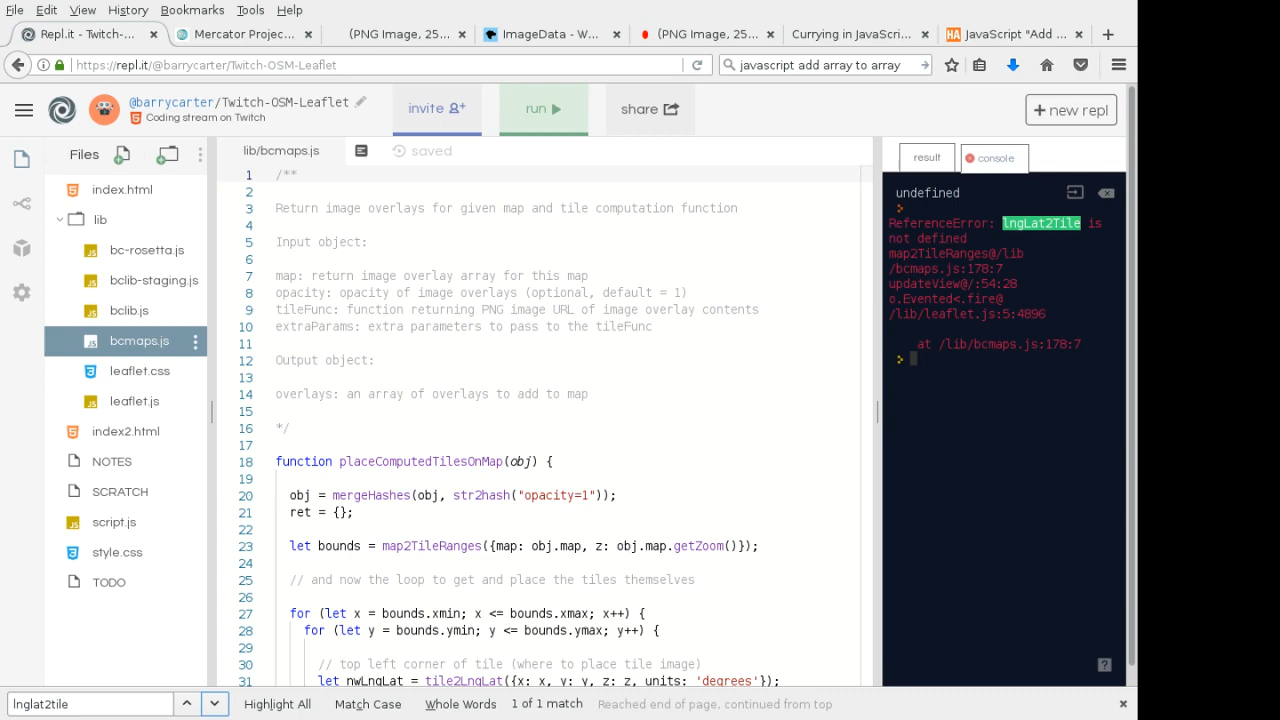 File Edit View History Bookmarks Tools Help
Repl.it - Twitch-... × Mercator Projec... × (PNG Image, 25... × ImageData - W... × (PNG Image, 25... × Currying in JavaScript... × HA JavaScript "Add ... × +
https://repl.it/@barrycarter/Twitch-OSM-Leaflet javascript add array to array
@barrycarter/Twitch-OSM-Leaflet
Coding stream on Twitch
invite
run
share
+ new repl
Files
index.html
lib
bc-rosetta.js
bclib-staging.js
bclib.js
bcmaps.js
leaflet.css
leaflet.js
index2.html
NOTES
SCRATCH
script.js
style.css
TODO
lib/bcmaps.js saved
1 /**
2
3 Return image overlays for given map and tile computation function
4
5 Input object:
6
7 map: return image overlay array for this map
8 opacity: opacity of image overlays (optional, default = 1)
9 tileFunc: function returning PNG image URL of image overlay contents
10 extraParams: extra parameters to pass to the tileFunc
11
12 Output object:
13
14 overlays: an array of overlays to add to map
15
16 */
17
18 function placeComputedTilesOnMap(obj) {
19
20 obj = mergeHashes(obj, str2hash("opacity=1"));
21 ret = {};
22
23 let bounds = map2TileRanges({map: obj.map, z: obj.map.getZoom()});
24
25 // and now the loop to get and place the tiles themselves
26
27 for (let x = bounds.xmin; x <= bounds.xmax; x++) {
28 for (let y = bounds.ymin; y <= bounds.ymax; y++) {
29
30 // top left corner of tile (where to place tile image)
31 let nwLngLat = tile2LngLat({x: x, y: y, z: z, units: 'degrees'});
result console
undefined
>
ReferenceError: lngLat2Tile is
not defined
map2TileRanges@/lib
/bcmaps.js:178:7
updateView@/:54:28
o.Evented<.fire@
/lib/leaflet.js:5:4896
at /lib/bcmaps.js:178:7
>
?
lnglat2tile Highlight All Match Case Whole Words 1 of 1 match Reached end of page, continued from top ×